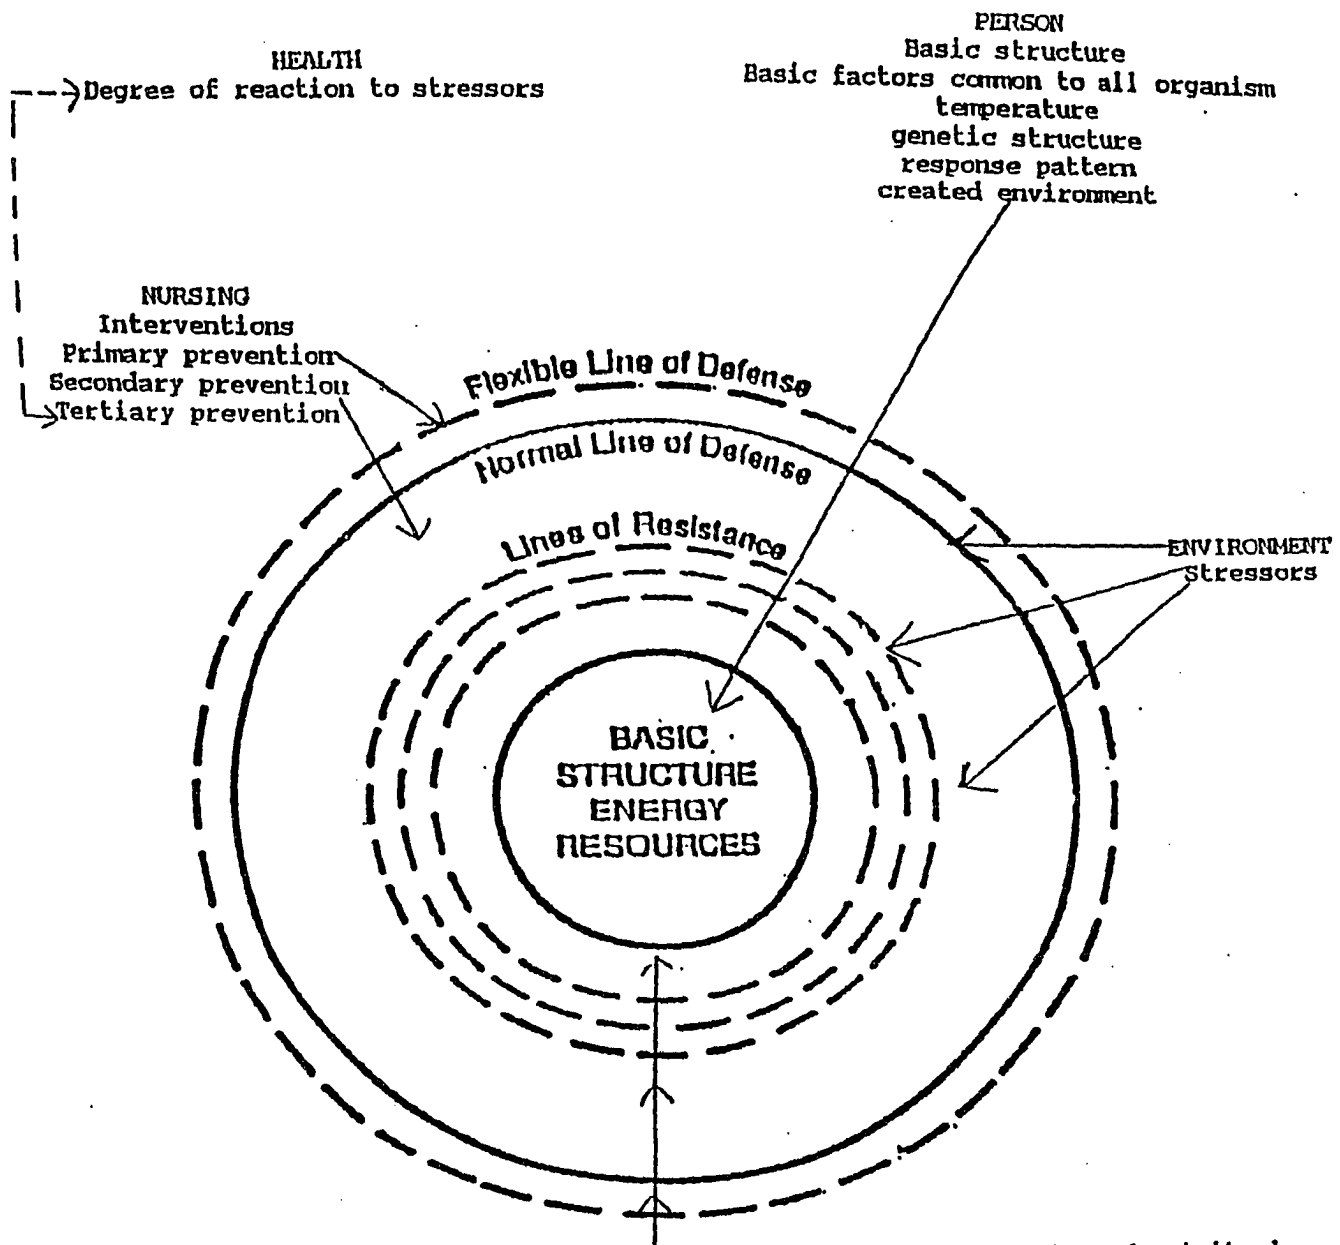 HEALTH
Degree of reaction to stressors
PERSON
Basic structure
Basic factors common to all organism
temperature
genetic structure
response pattern
created environment
NURSING
Interventions
Primary prevention
Secondary prevention
Tertiary prevention
Flexible Line of Defense
Normal Line of Defense
Lines of Resistance
ENVIRONMENT
Stressors
BASIC
STRUCTURE
ENERGY
RESOURCES